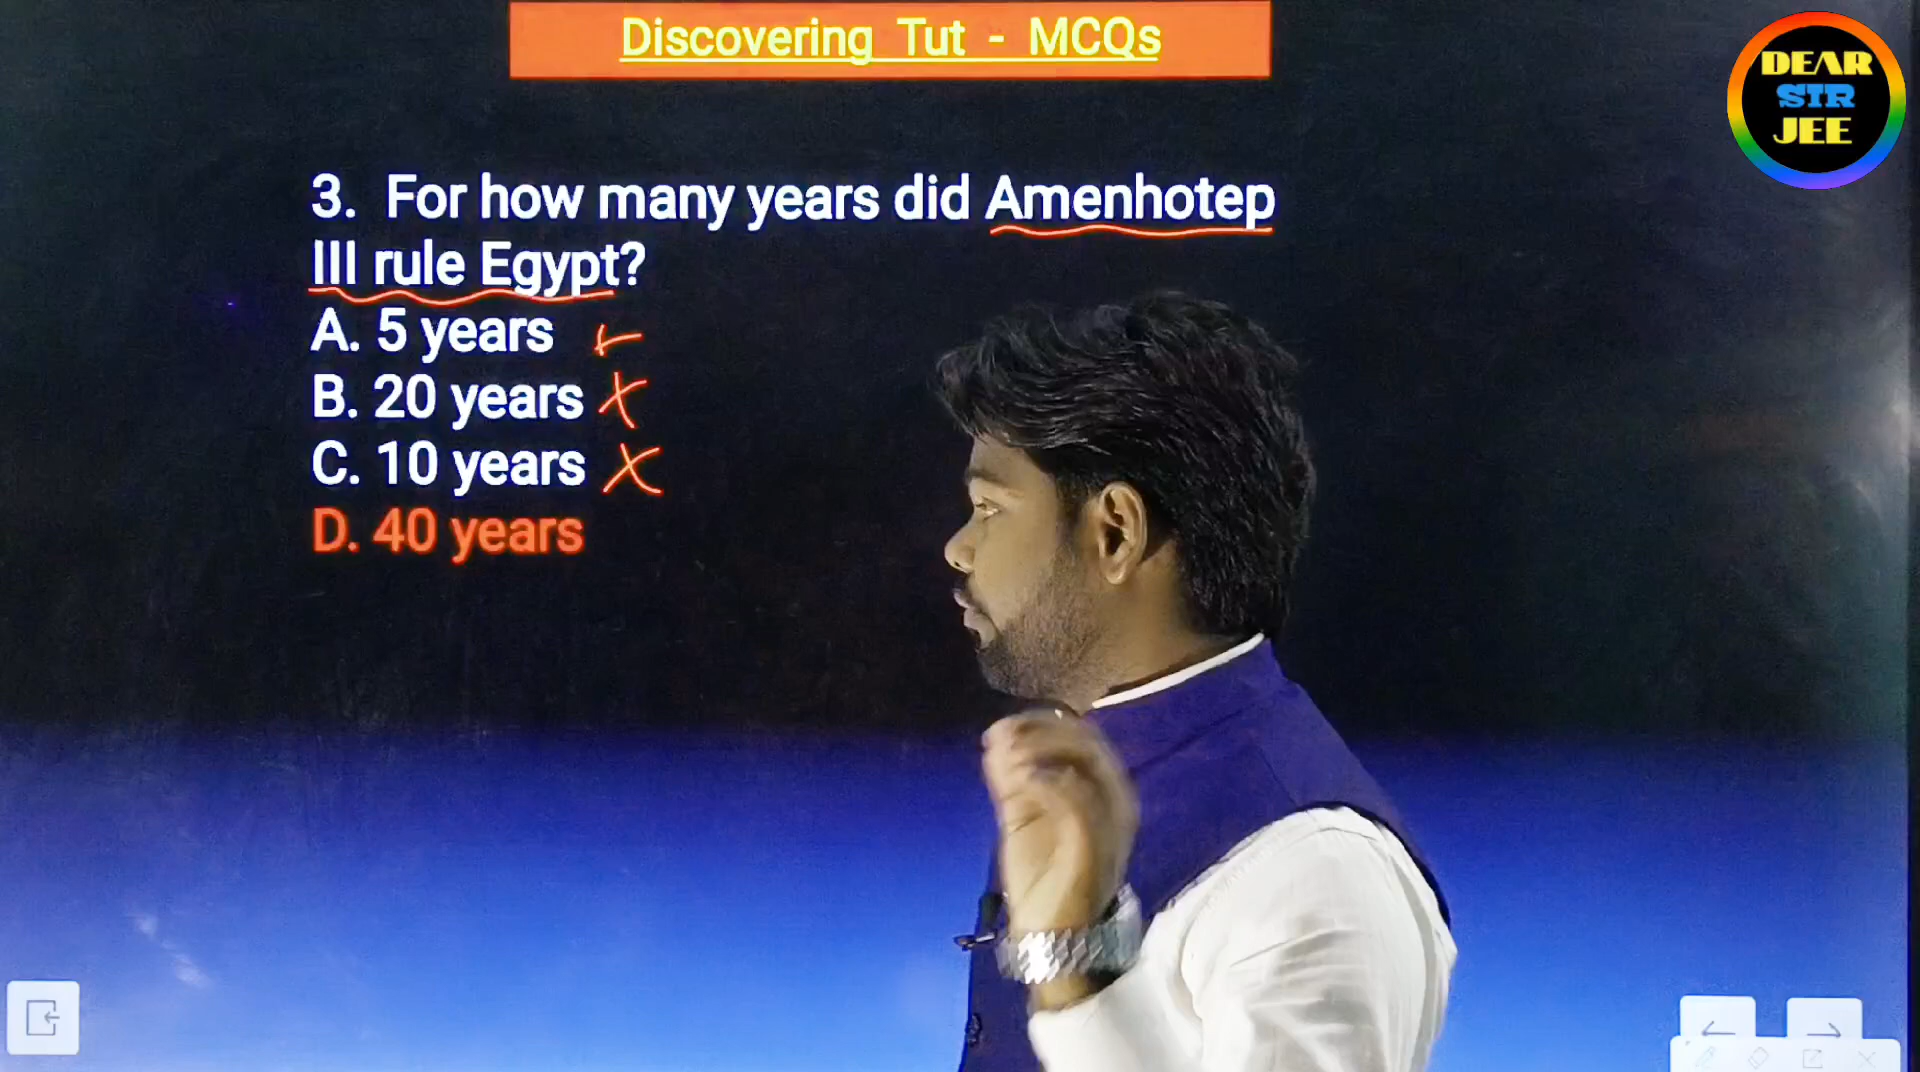 Discovering Tut - MCQs
DEAR
SIR
JEE
3. For how many years did Amenhotep
III rule Egypt?
A. 5 years
B. 20 years
C. 10 years
D. 40 years